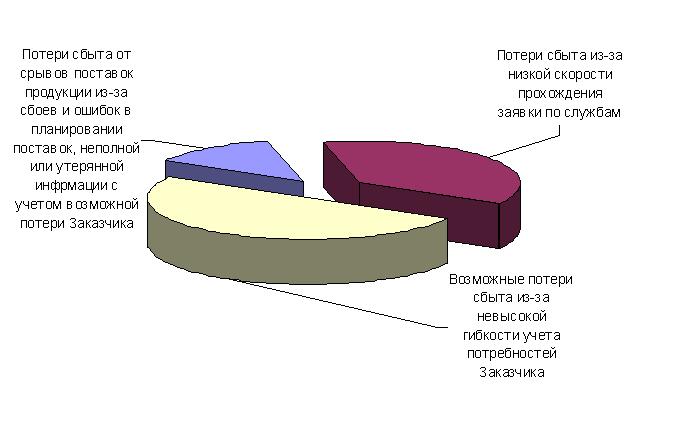 Потери сбыта от
срывов поставок
продукции из-за
сбоев и ошибок в
планировании
поставок, неполной
или утерянной
инфрмации с
учетом возможной
потери Заказчика
Потери сбыта из-за
низкой скорости
прохождения
заявки по службам
Возможные потери
сбыта из-за
невысокой
гибкости учета
потребностей
Заказчика